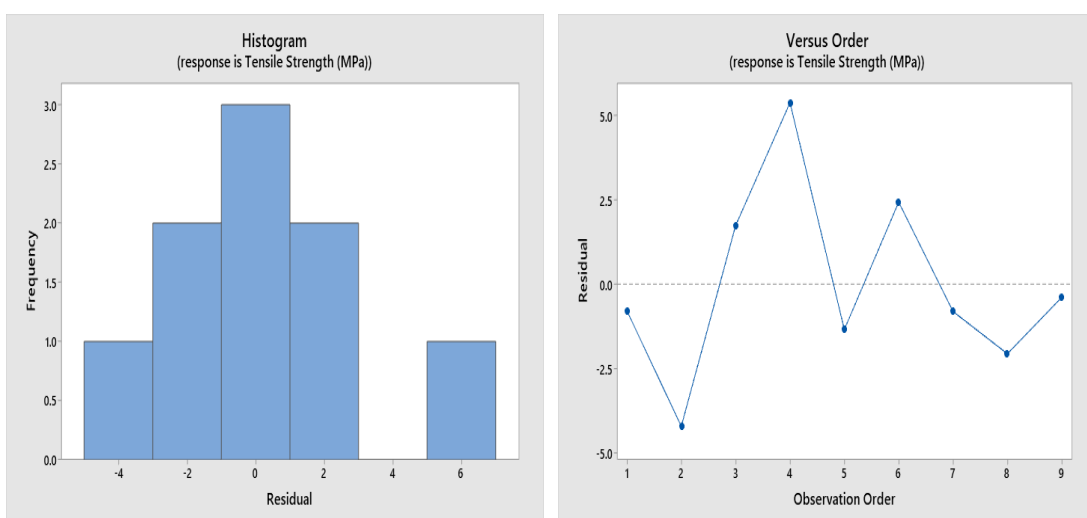 Histogram
(response is Tensile Strength (MPa))
Frequency
3.0
2.5
2.0
1.5
1.0
0.5
0.0
-4 -2 0 2 4 6
Residual
Versus Order
(response is Tensile Strength (MPa))
Residual
5.0
2.5
0.0
-2.5
-5.0
1 2 3 4 5 6 7 8 9
Observation Order